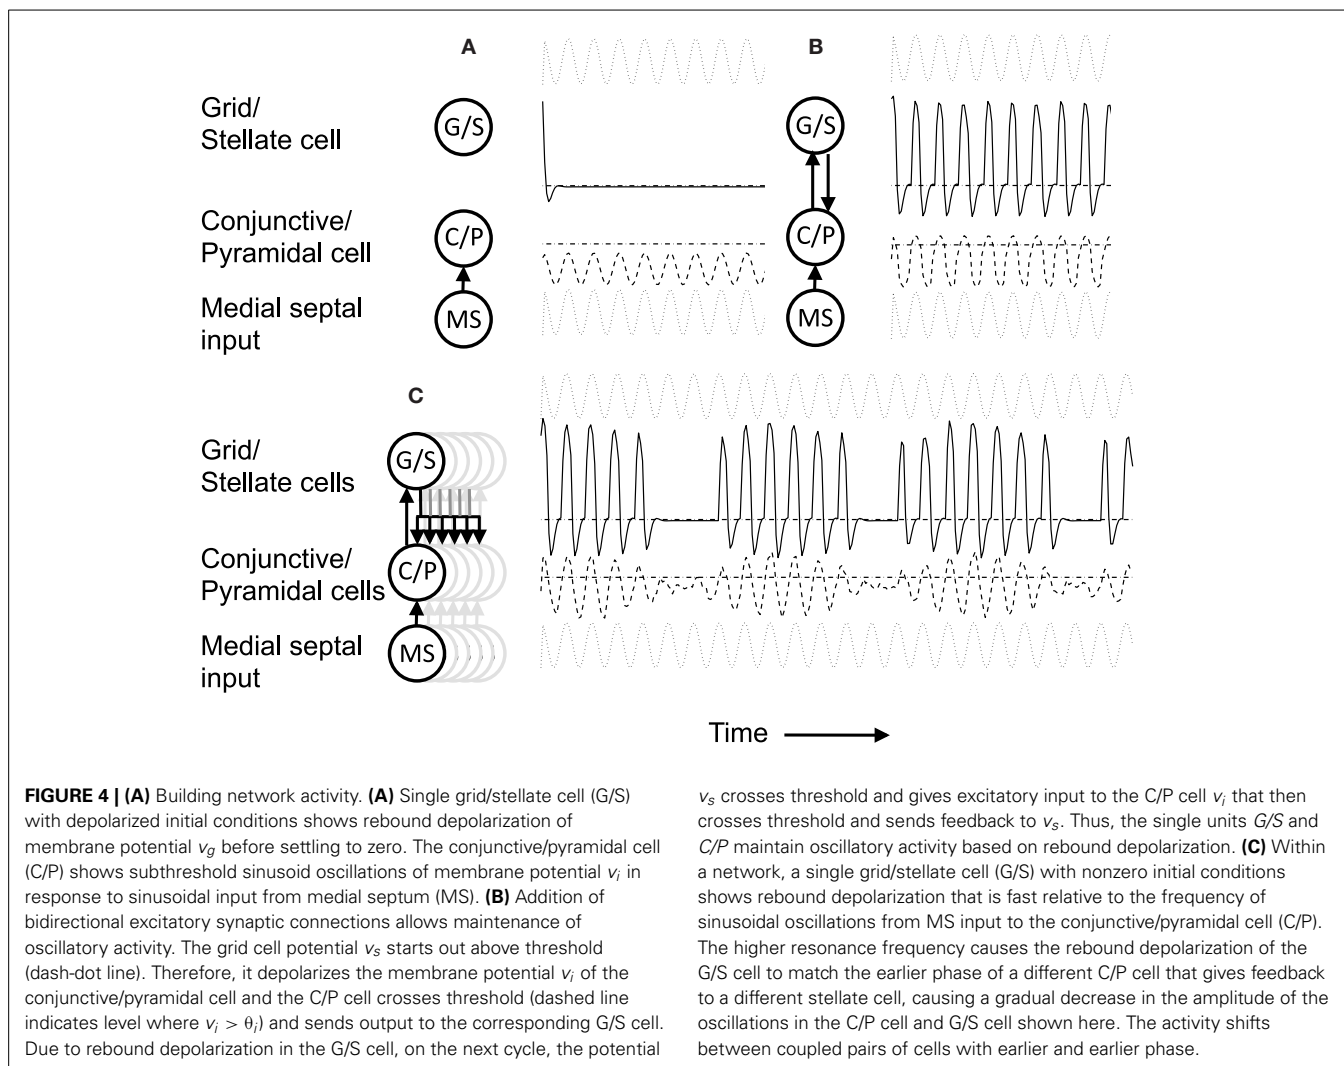 A
B
Grid/
Stellate cell
G/S
G/S
Conjunctive/
Pyramidal cell
C/P
C/P
Medial septal
input
MS
MS
C
Grid/
Stellate cells
G/S
Conjunctive/
Pyramidal cells
C/P
Medial septal
input
MS
Time
FIGURE 4 | (A) Building network activity. (A) Single grid/stellate cell (G/S)
with depolarized initial conditions shows rebound depolarization of
membrane potential vg before settling to zero. The conjunctive/pyramidal cell
(C/P) shows subthreshold sinusoid oscillations of membrane potential vi in
response to sinusoidal input from medial septum (MS). (B) Addition of
bidirectional excitatory synaptic connections allows maintenance of
oscillatory activity. The grid cell potential vs starts out above threshold
(dash-dot line). Therefore, it depolarizes the membrane potential vi of the
conjunctive/pyramidal cell and the C/P cell crosses threshold (dashed line
indicates level where vi > θi) and sends output to the corresponding G/S cell.
Due to rebound depolarization in the G/S cell, on the next cycle, the potential
vs crosses threshold and gives excitatory input to the C/P cell vi that then
crosses threshold and sends feedback to vs. Thus, the single units G/S and
C/P maintain oscillatory activity based on rebound depolarization. (C) Within
a network, a single grid/stellate cell (G/S) with nonzero initial conditions
shows rebound depolarization that is fast relative to the frequency of
sinusoidal oscillations from MS input to the conjunctive/pyramidal cell (C/P).
The higher resonance frequency causes the rebound depolarization of the
G/S cell to match the earlier phase of a different C/P cell that gives feedback
to a different stellate cell, causing a gradual decrease in the amplitude of the
oscillations in the C/P cell and G/S cell shown here. The activity shifts
between coupled pairs of cells with earlier and earlier phase.